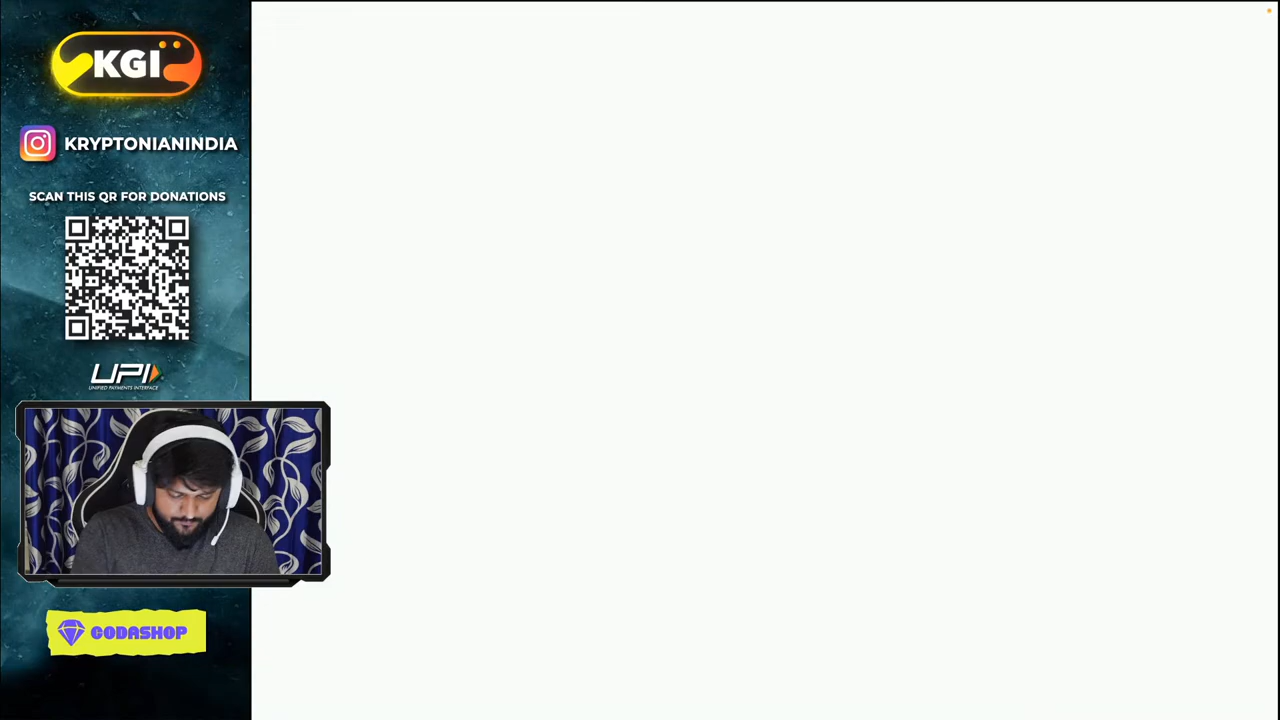 KGI
KRYPTONIANINDIA
SCAN THIS QR FOR DONATIONS
UPI
UNIFIED PAYMENTS INTERFACE
CODASHOP